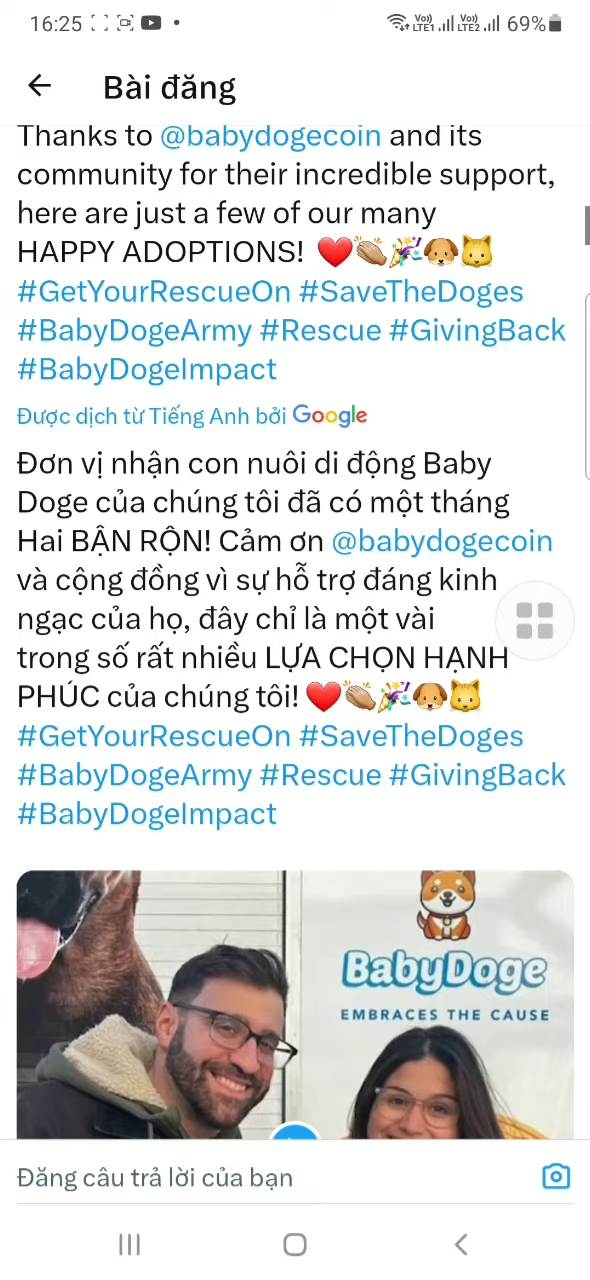 16:25
Vo)) LTE1 Vo)) LTE2 69%
Bài đăng
Thanks to @babydogecoin and its
community for their incredible support,
here are just a few of our many
HAPPY ADOPTIONS! ❤️👏🎉🐶🐱
#GetYourRescueOn #SaveTheDoges
#BabyDogeArmy #Rescue #GivingBack
#BabyDogeImpact
Được dịch từ Tiếng Anh bởi Google
Đơn vị nhận con nuôi di động Baby
Doge của chúng tôi đã có một tháng
Hai BẬN RỘN! Cảm ơn @babydogecoin
và cộng đồng vì sự hỗ trợ đáng kinh
ngạc của họ, đây chỉ là một vài
trong số rất nhiều LỰA CHỌN HẠNH
PHÚC của chúng tôi! ❤️👏🎉🐶🐱
#GetYourRescueOn #SaveTheDoges
#BabyDogeArmy #Rescue #GivingBack
#BabyDogeImpact
BabyDoge
EMBRACES THE CAUSE
Đăng câu trả lời của bạn